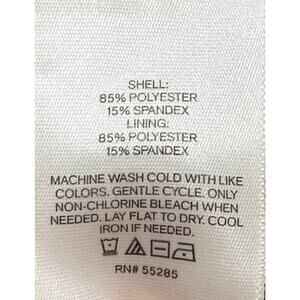 SHELL:
85% POLYESTER
15% SPANDEX
LINING:
85% POLYESTER
15% SPANDEX
MACHINE WASH COLD WITH LIKE
COLORS. GENTLE CYCLE. ONLY
NON-CHLORINE BLEACH WHEN
NEEDED. LAY FLAT TO DRY. COOL
IRON IF NEEDED.
RN# 55285